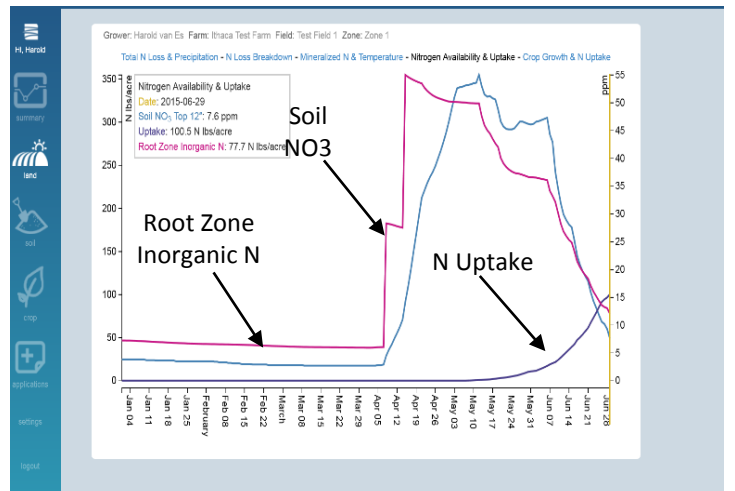 Hi, Harold
summary
land
soil
crop
applications
settings
logout
Grower: Harold van Es Farm: Ithaca Test Farm Field: Test Field 1 Zone: Zone 1
Total N Loss & Precipitation - N Loss Breakdown - Mineralized N & Temperature - Nitrogen Availability & Uptake - Crop Growth & N Uptake
Nitrogen Availability & Uptake
Date: 2015-06-29
Soil NO₃ Top 12": 7.6 ppm
Uptake: 100.5 N lbs/acre
Root Zone Inorganic N: 77.7 N lbs/acre
Soil
NO3
Root Zone
Inorganic N
N Uptake
N lbs/acre
350
300
250
200
150
100
50
0
ppm
55
50
45
40
35
30
25
20
15
10
5
0
Jan 04
Jan 11
Jan 18
Jan 25
February
Feb 08
Feb 15
Feb 22
March
Mar 08
Mar 15
Mar 22
Mar 29
Apr 05
Apr 12
Apr 19
Apr 26
May 03
May 10
May 17
May 24
May 31
Jun 07
Jun 14
Jun 21
Jun 28